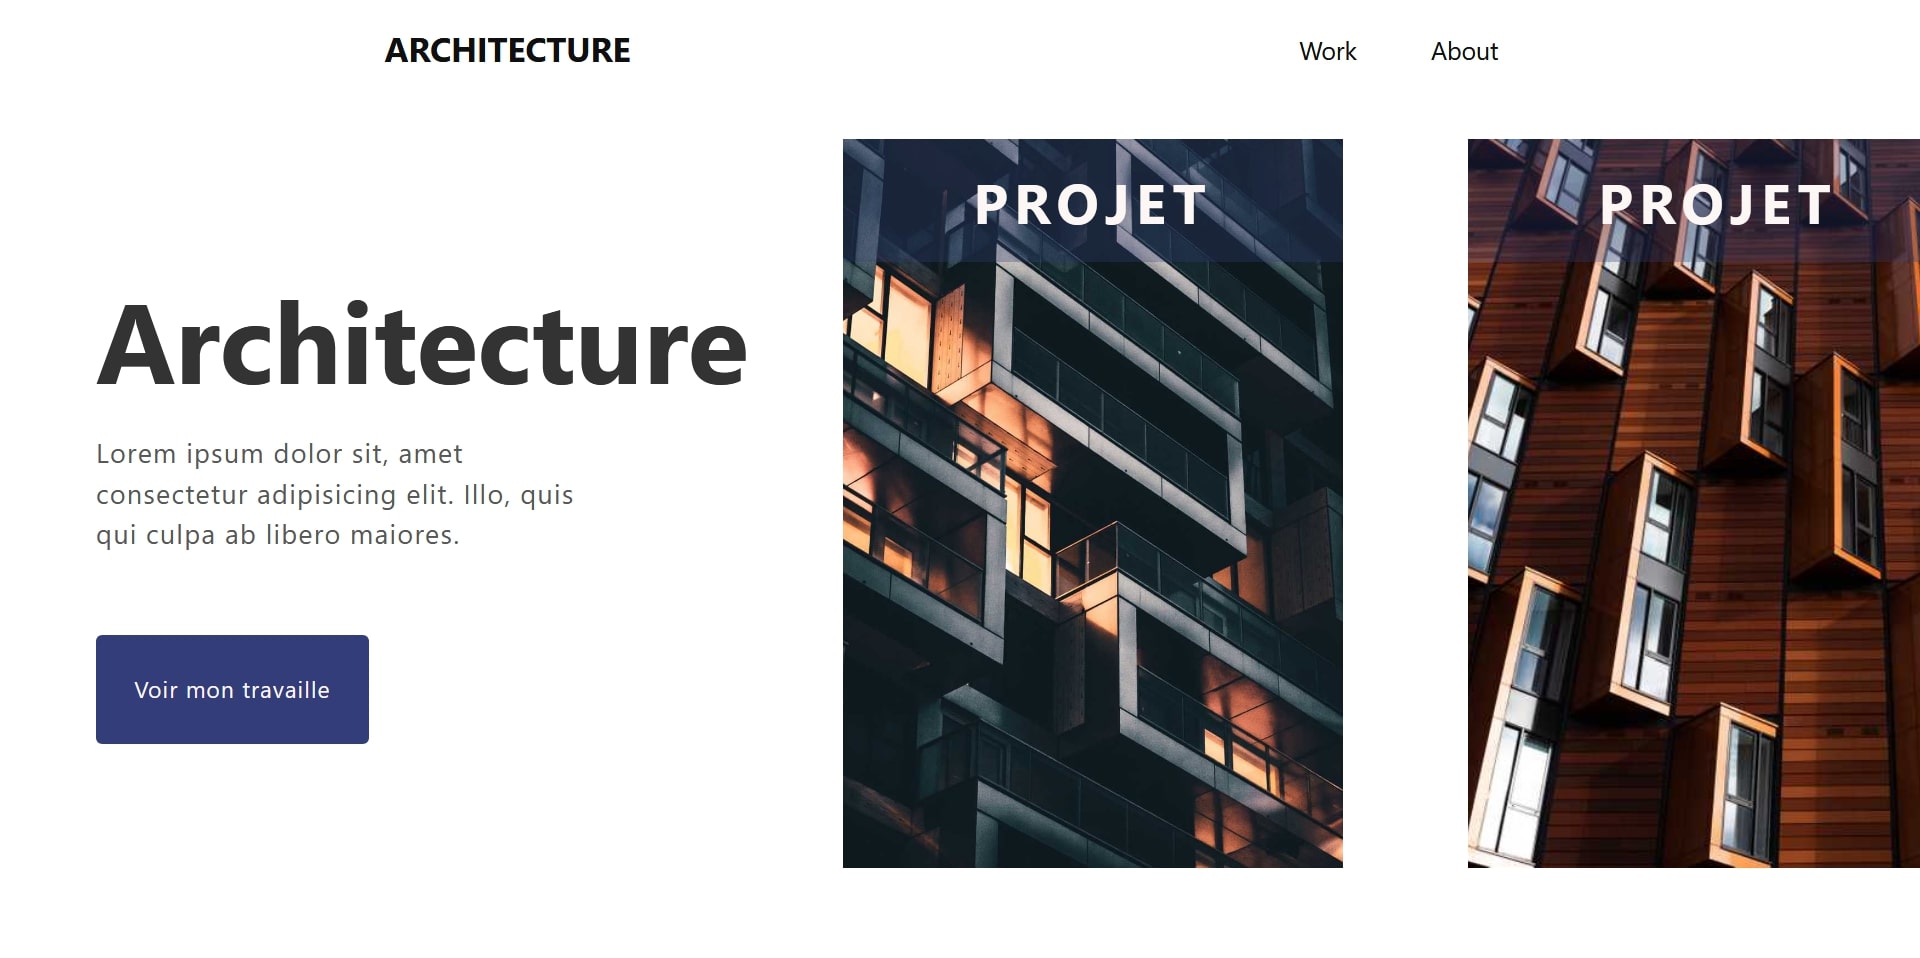 ARCHITECTURE
Work
About
PROJET
PROJET
Architecture
Lorem ipsum dolor sit, amet
consectetur adipisicing elit. Illo, quis
qui culpa ab libero maiores.
Voir mon travaille